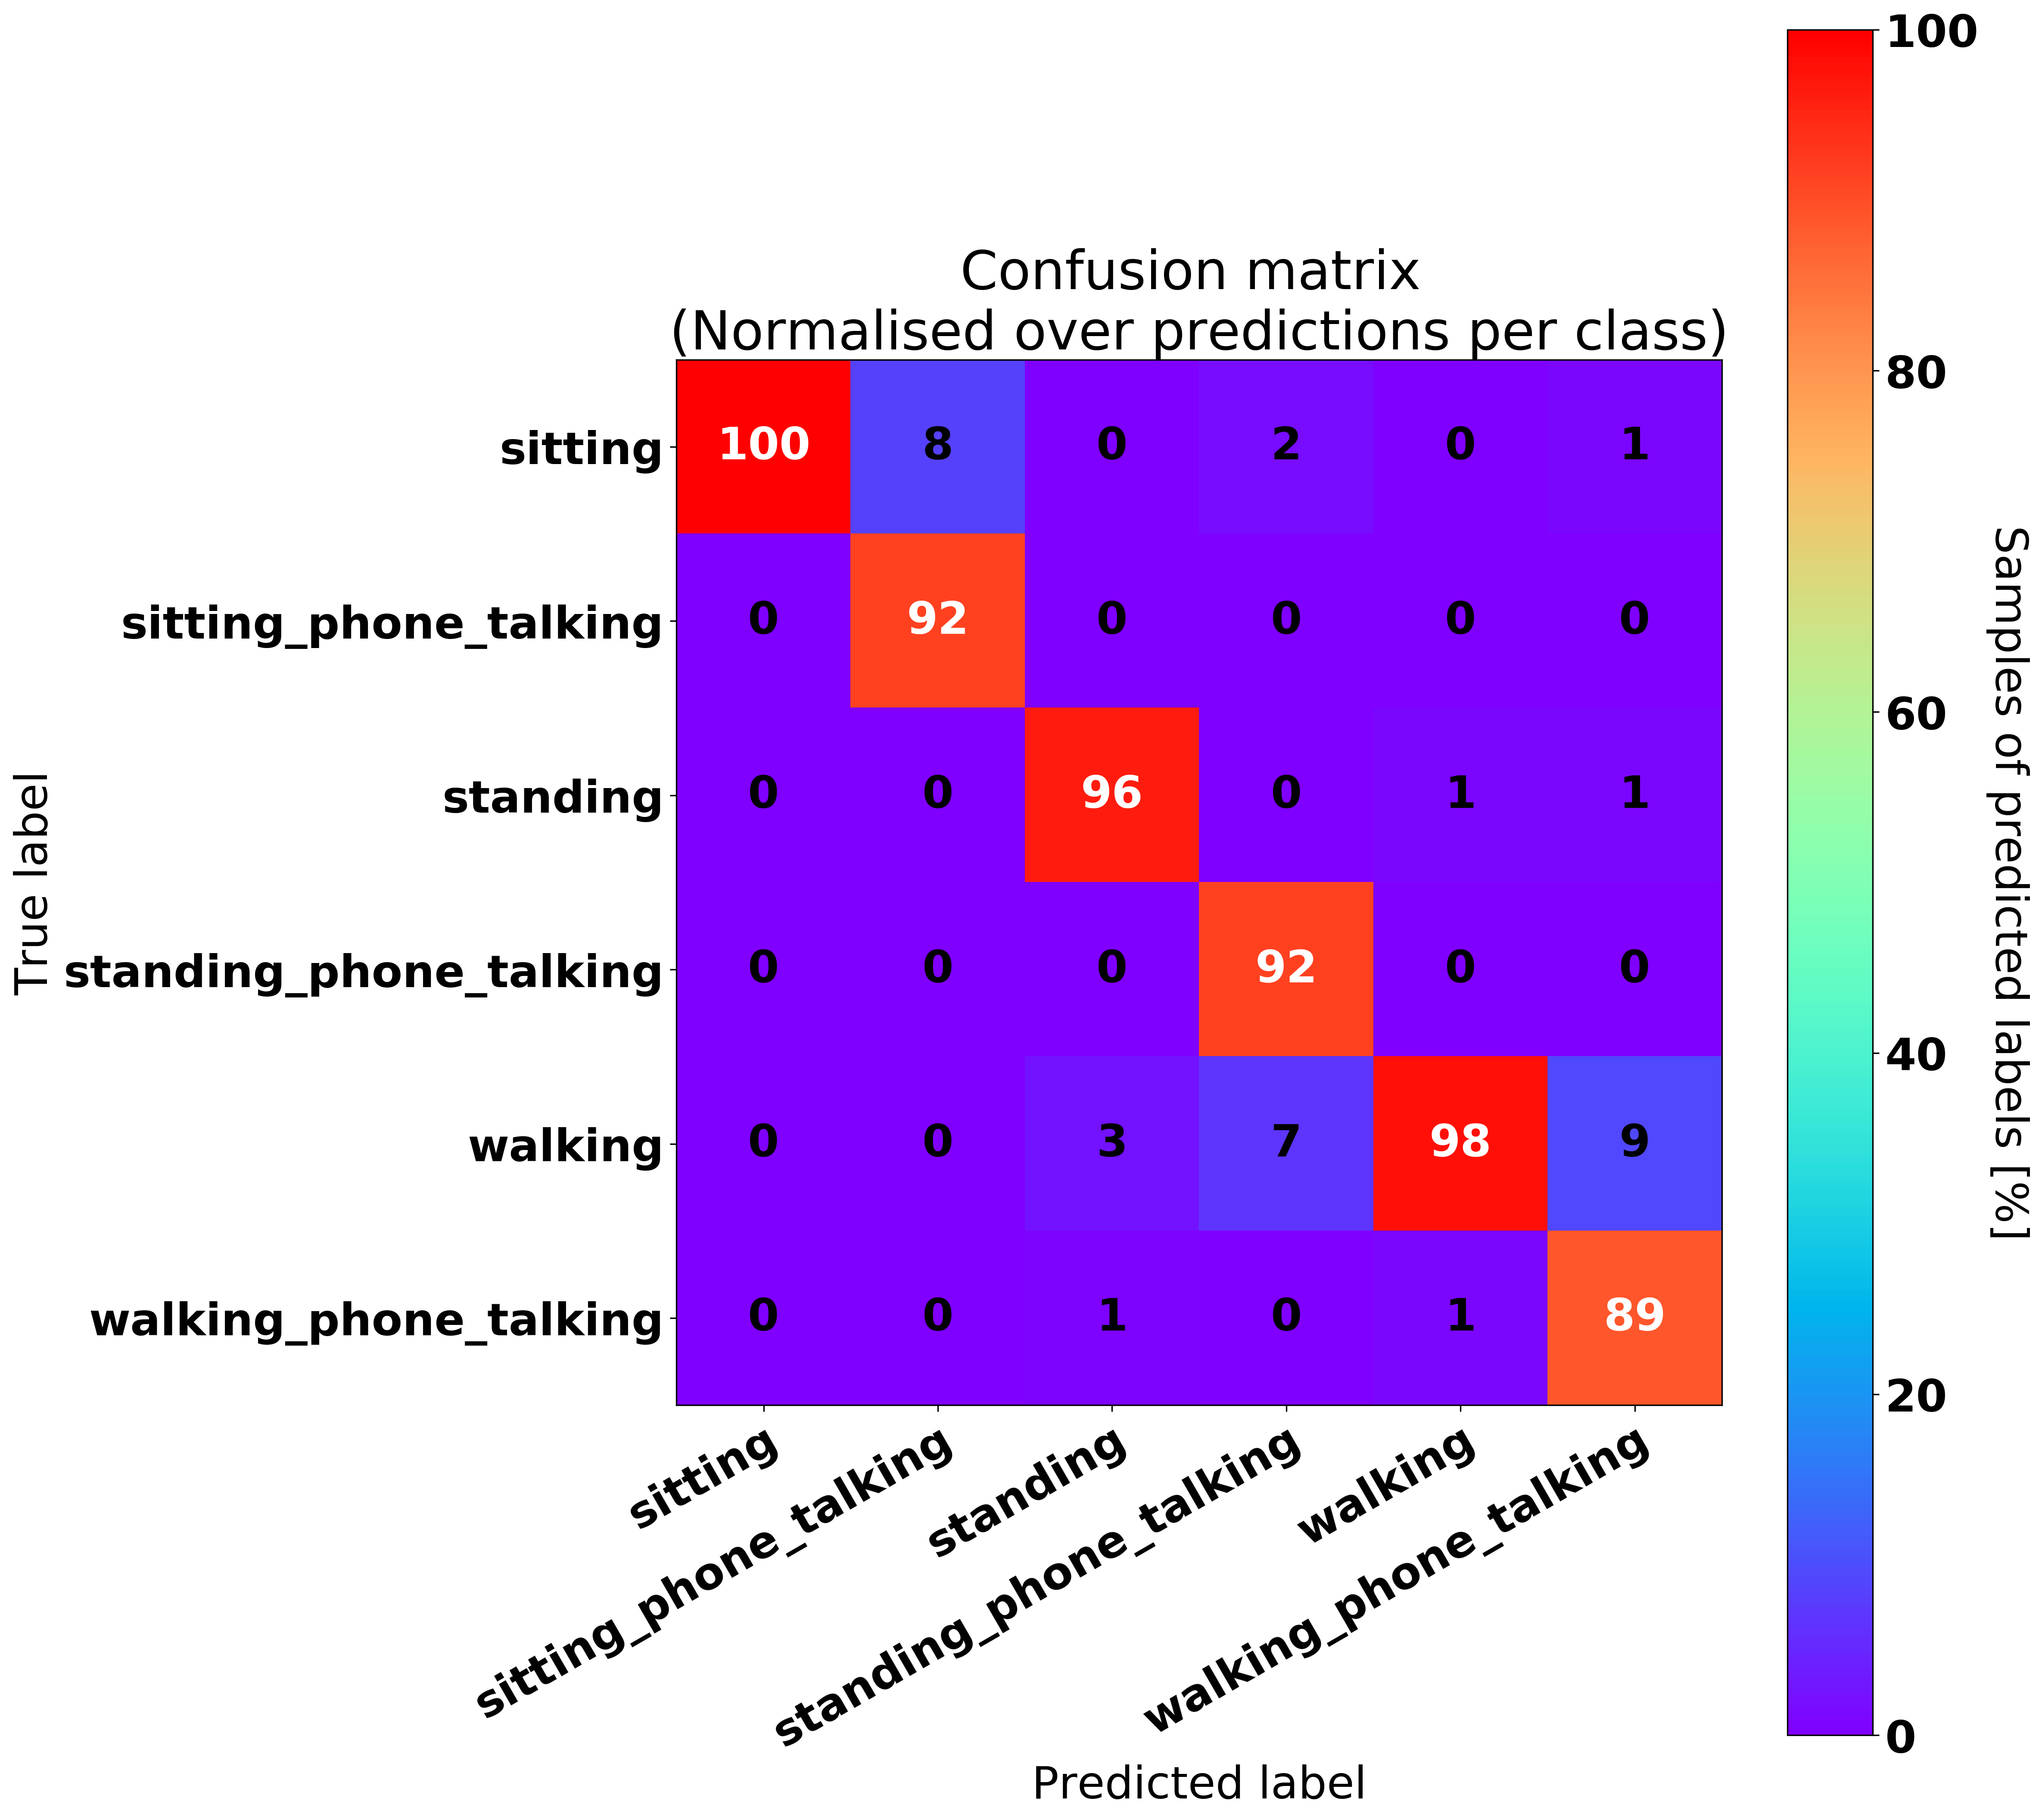 Confusion matrix
(Normalised over predictions per class)
True label
sitting 100 8 0 2 0 1
sitting_phone_talking 0 92 0 0 0 0
standing 0 0 96 0 1 1
standing_phone_talking 0 0 0 92 0 0
walking 0 0 3 7 98 9
walking_phone_talking 0 0 1 0 1 89
sitting
sitting_phone_talking
standing
standing_phone_talking
walking
walking_phone_talking
Predicted label
100
80
60
40
20
0
Samples of predicted labels [%]